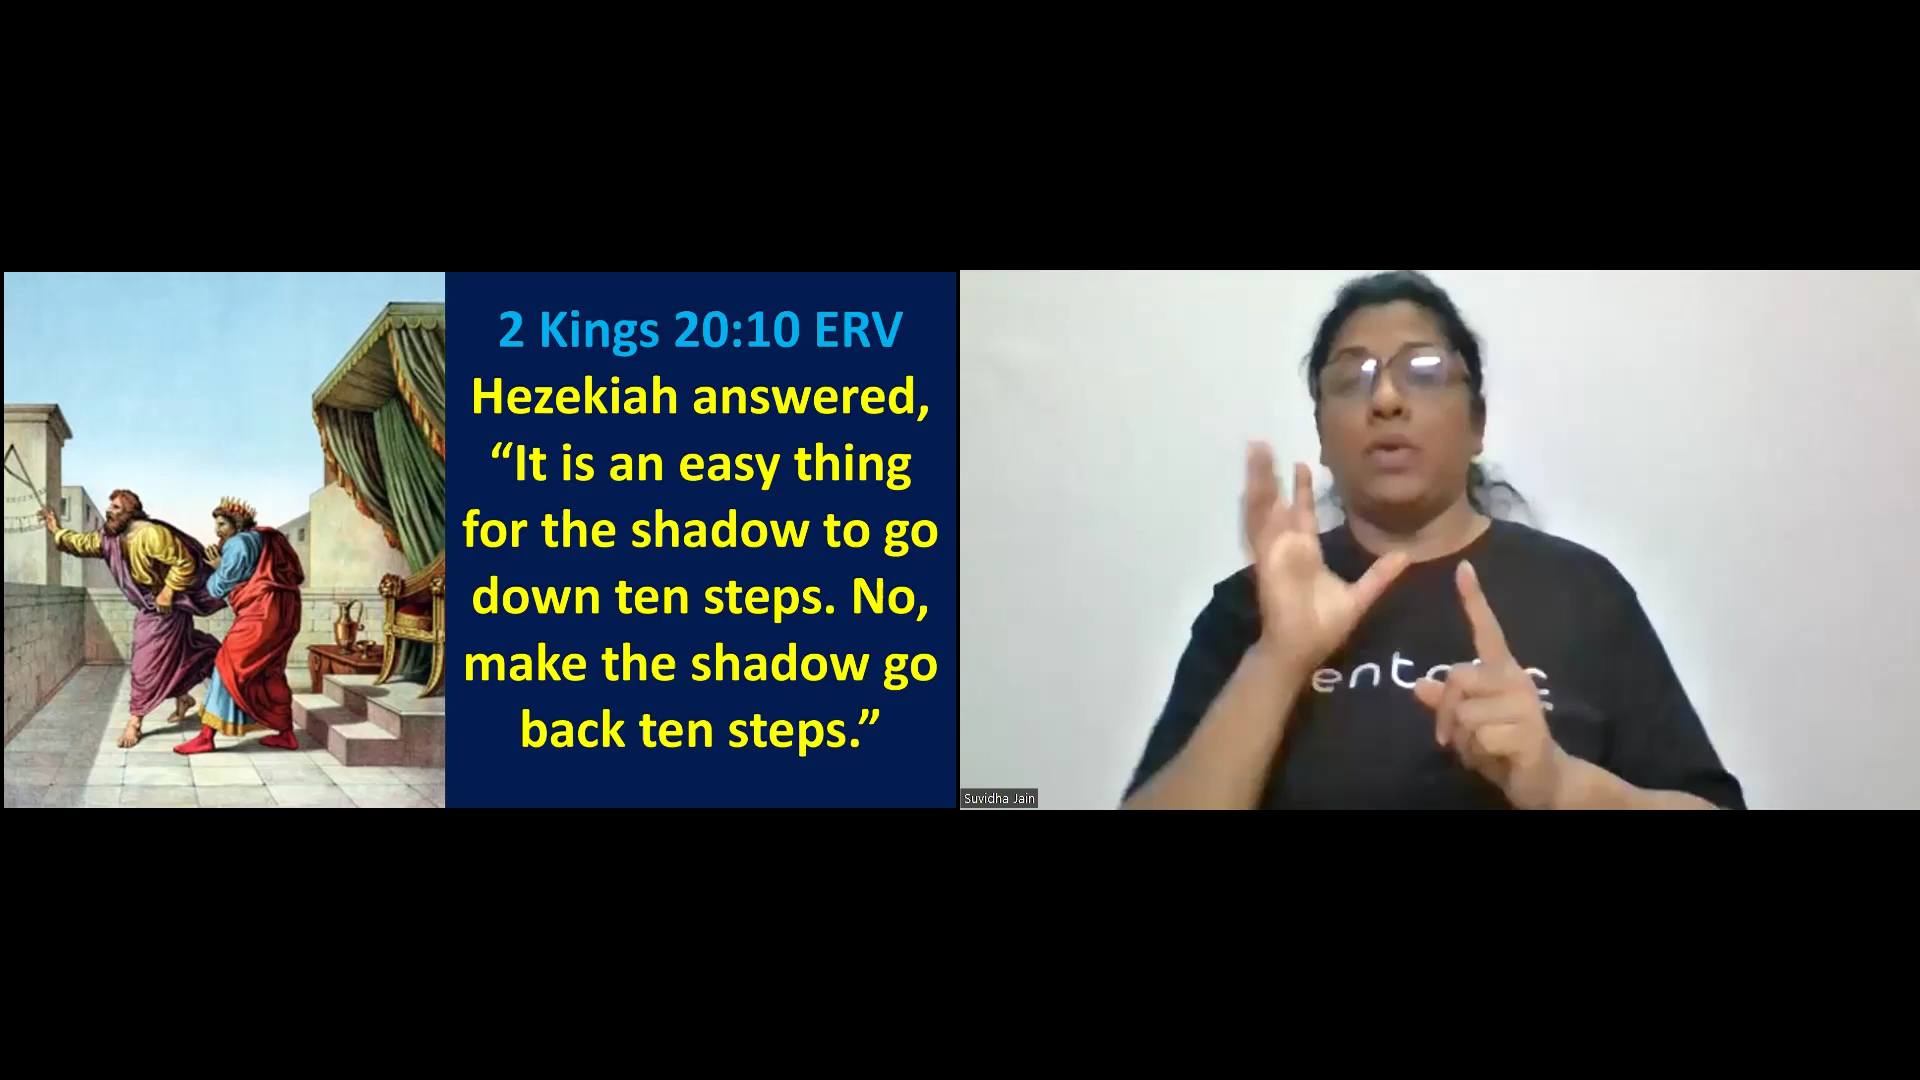 2 Kings 20:10 ERV
Hezekiah answered,
“It is an easy thing
for the shadow to go
down ten steps. No,
make the shadow go
back ten steps.”
Suvidha Jain